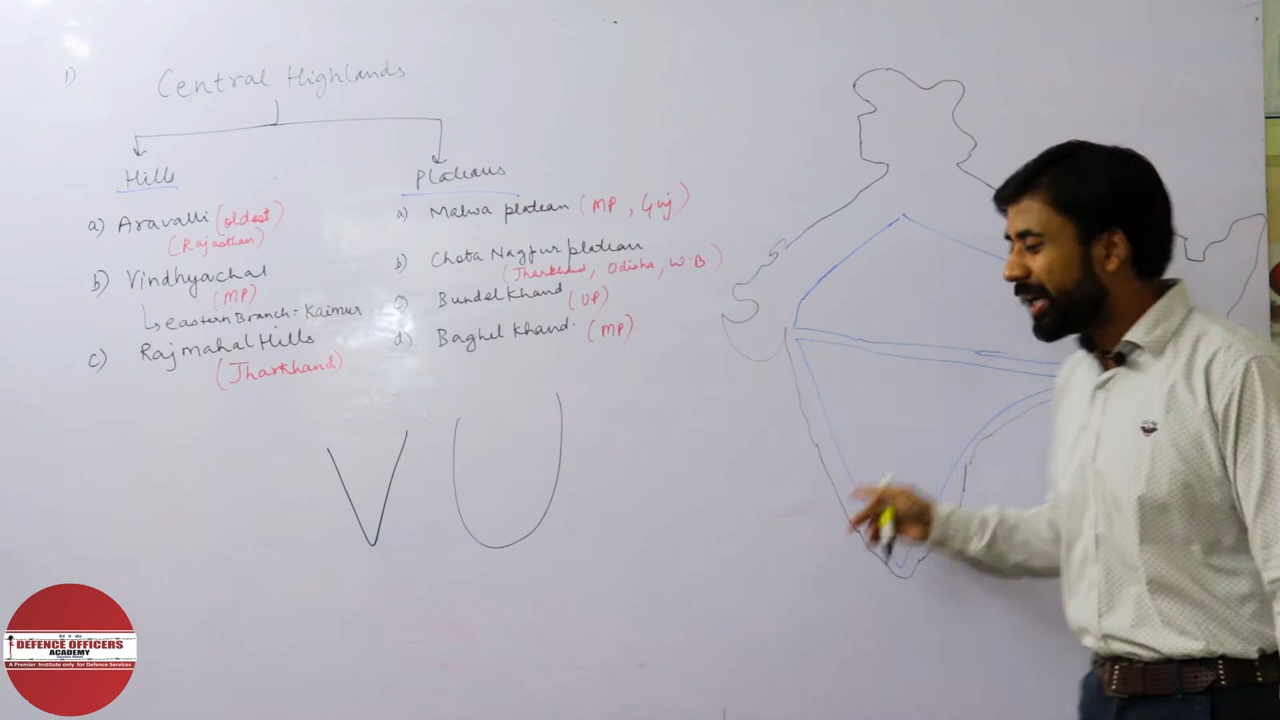 1) Central Highlands
Hills
a) Aravalli (oldest)
(Rajasthan)
b) Vindhyachal
(MP)
eastern Branch = Kaimur
c) Rajmahal Hills
(Jharkhand)
Plateaus
a) Malwa plateau (MP, Guj)
b) Chota Nagpur plateau
(Jharkhand, Odisha, W.B)
c) Bundelkhand (UP)
d) Baghel Khand. (MP)
V U
DEFENCE OFFICERS
ACADEMY
A Premier Institute only for Defence Services